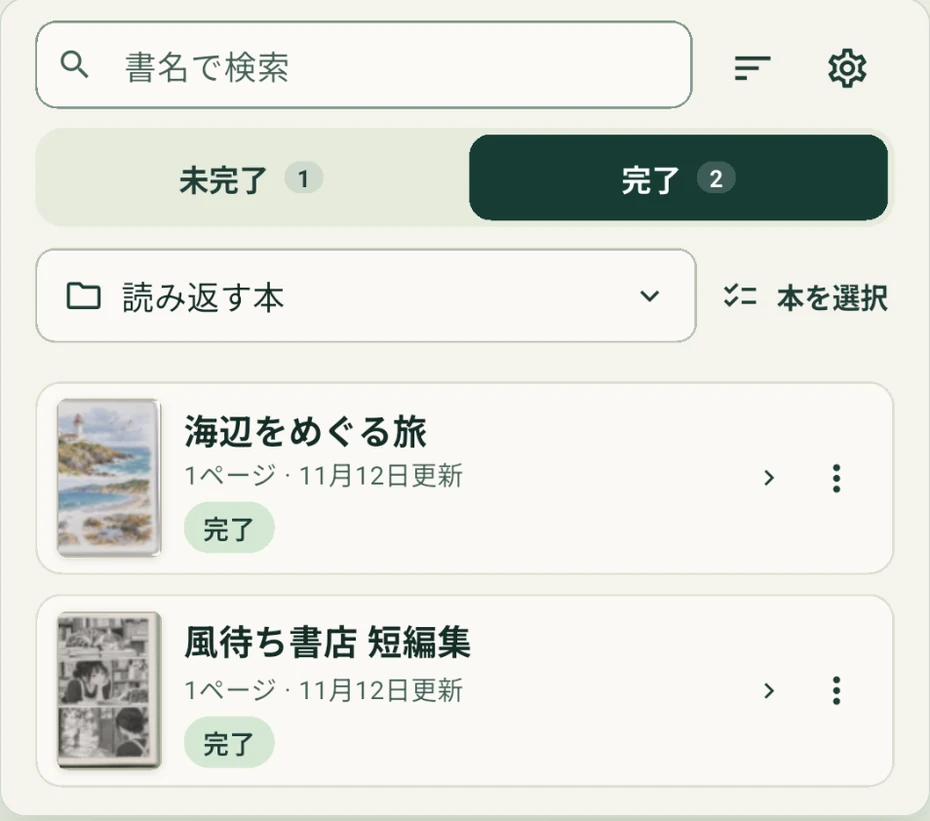 書名で検索
未完了 1
完了 2
読み返す本
本を選択
海辺をめぐる旅
1ページ · 11月12日更新
完了
風待ち書店 短編集
1ページ · 11月12日更新
完了